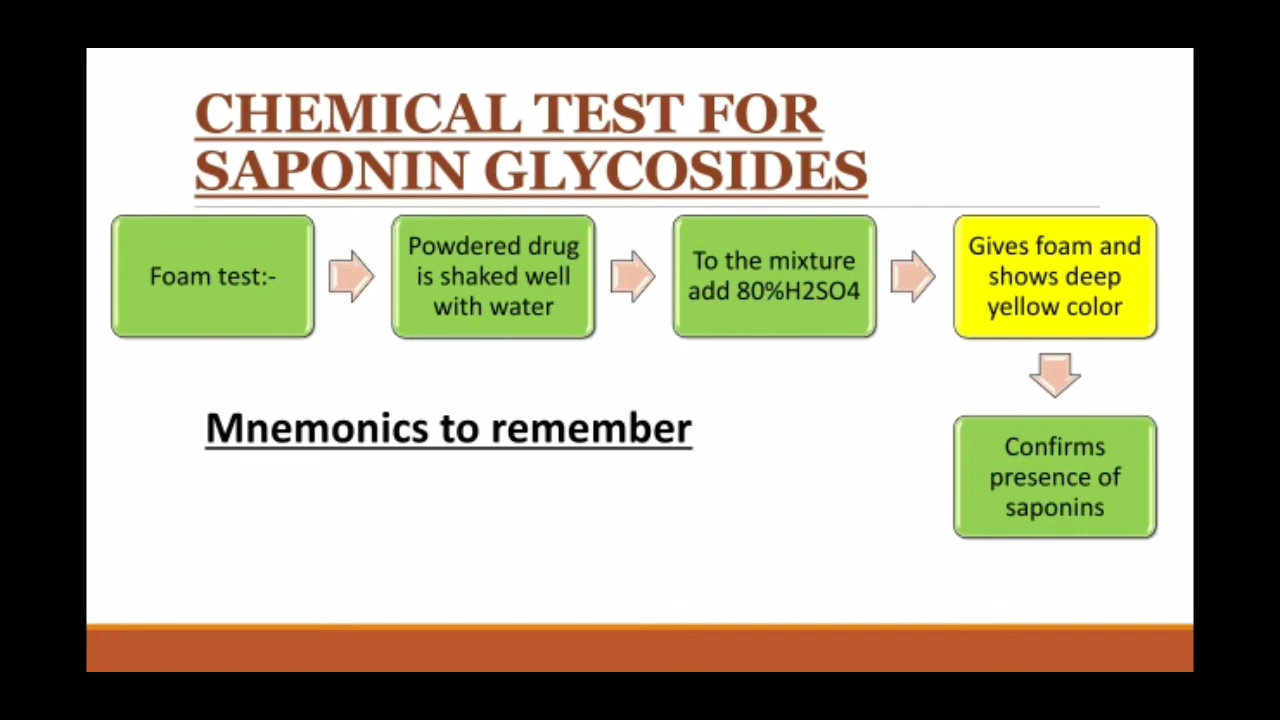 CHEMICAL TEST FOR
SAPONIN GLYCOSIDES
Foam test:-
Powdered drug
is shaked well
with water
To the mixture
add 80%H2SO4
Gives foam and
shows deep
yellow color
Confirms
presence of
saponins
Mnemonics to remember